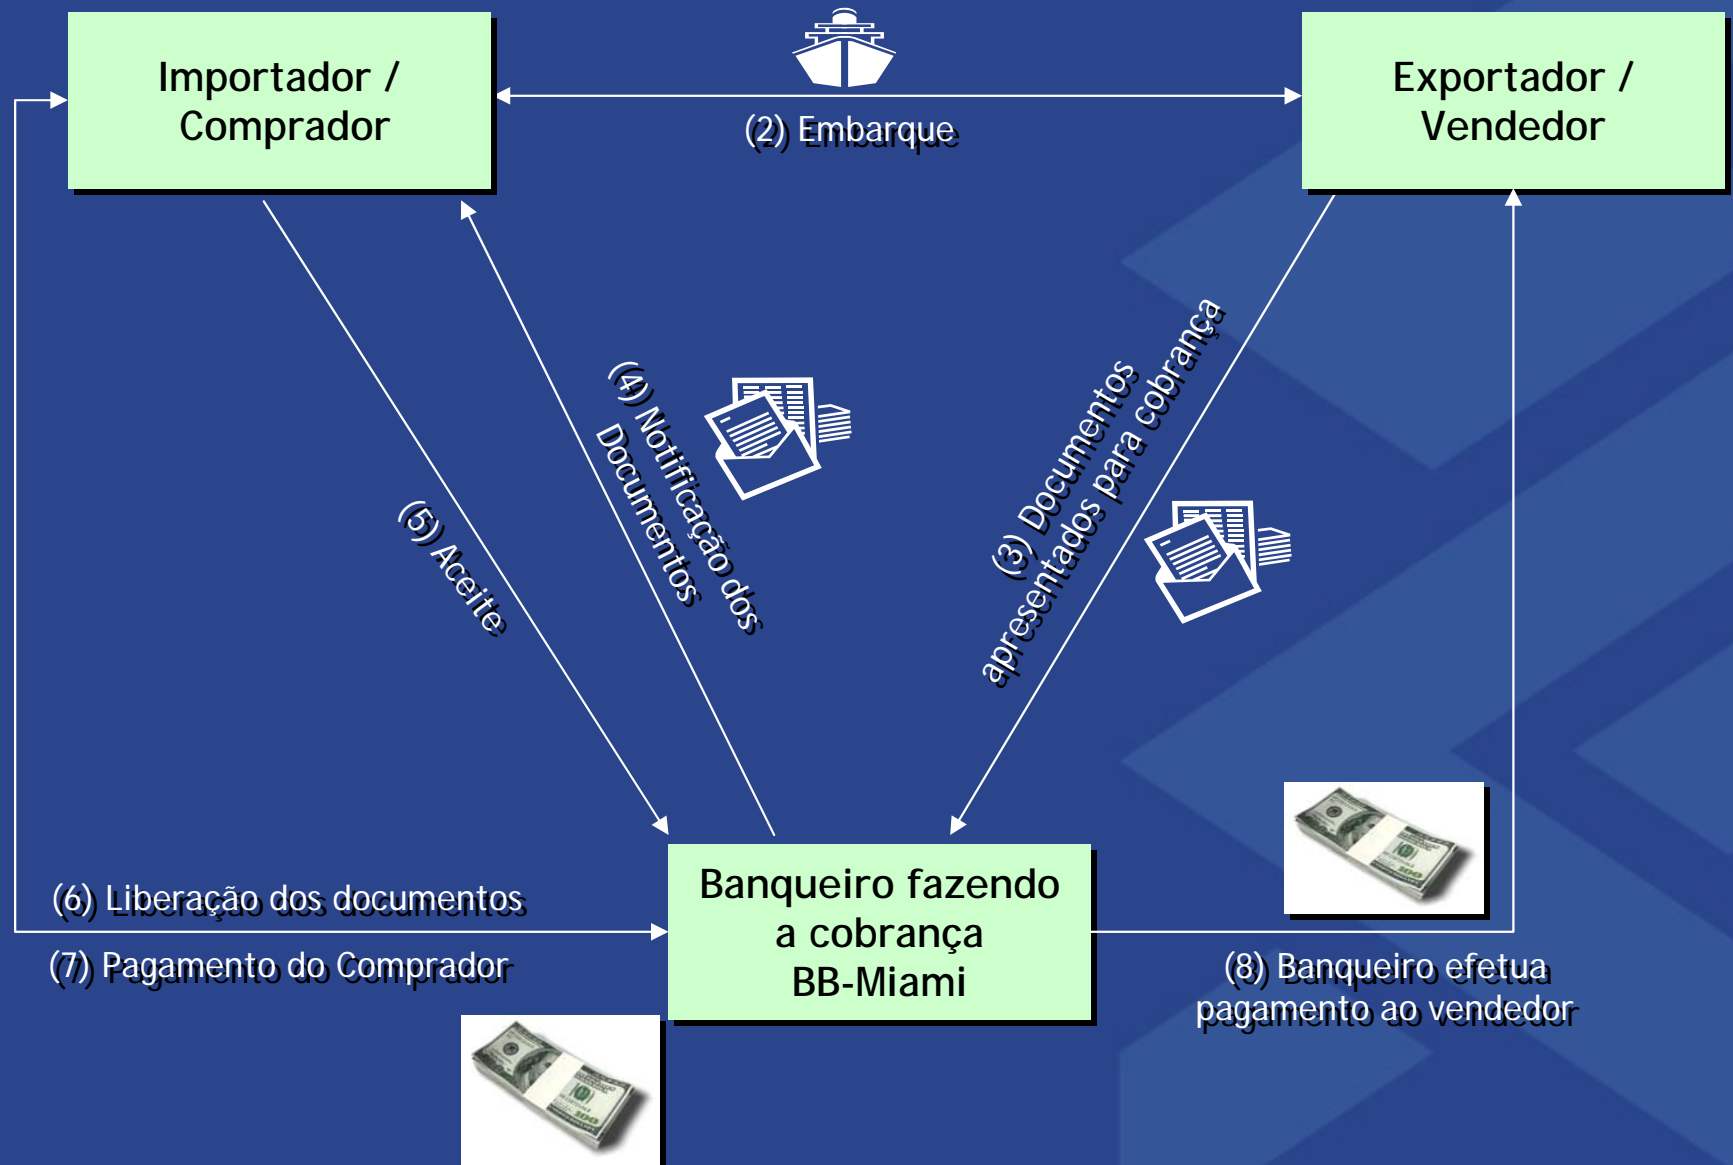 Importador /
Comprador
Exportador /
Vendedor
(2) Embarque
(4) Notificação dos
Documentos
(3) Documentos
apresentados para cobrança
(5) Aceite
Banqueiro fazendo
a cobrança
BB-Miami
(6) Liberação dos documentos
(7) Pagamento do Comprador
(8) Banqueiro efetua
pagamento ao vendedor